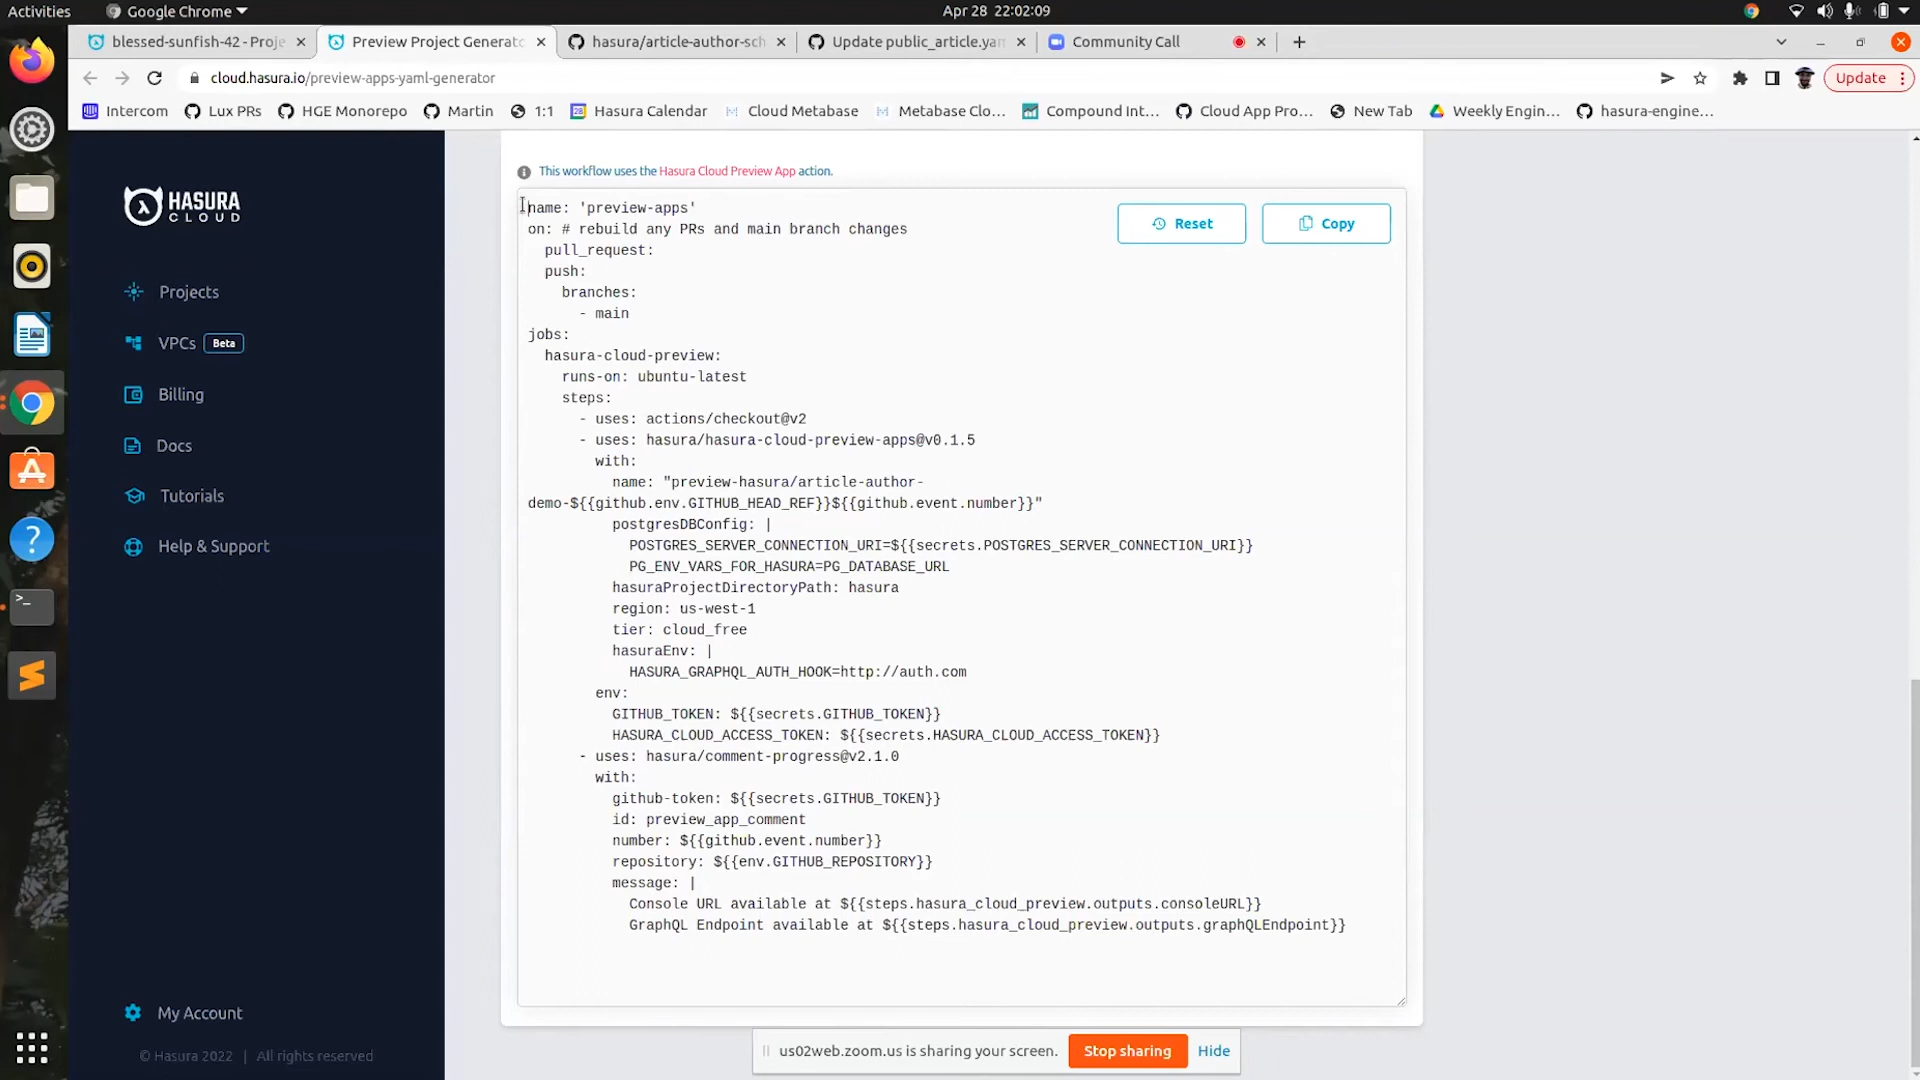 Activities
Google Chrome
Apr 28 22:02:09
blessed-sunfish-42 - Proje
Preview Project Generato
hasura/article-author-sch
Update public_article.yam
Community Call
cloud.hasura.io/preview-apps-yaml-generator
Update
Intercom
Lux PRs
HGE Monorepo
Martin
1:1
Hasura Calendar
Cloud Metabase
Metabase Clo...
Compound Int...
Cloud App Pro...
New Tab
Weekly Engin...
hasura-engine...
HASURA
CLOUD
Projects
VPCs Beta
Billing
Docs
Tutorials
Help & Support
My Account
© Hasura 2022 | All rights reserved
This workflow uses the Hasura Cloud Preview App action.
Reset
Copy
name: 'preview-apps'
on: # rebuild any PRs and main branch changes
  pull_request:
  push:
    branches:
      - main
jobs:
  hasura-cloud-preview:
    runs-on: ubuntu-latest
    steps:
      - uses: actions/checkout@v2
      - uses: hasura/hasura-cloud-preview-apps@v0.1.5
        with:
          name: "preview-hasura/article-author-
demo-${{github.env.GITHUB_HEAD_REF}}${{github.event.number}}"
          postgresDBConfig: |
            POSTGRES_SERVER_CONNECTION_URI=${{secrets.POSTGRES_SERVER_CONNECTION_URI}}
            PG_ENV_VARS_FOR_HASURA=PG_DATABASE_URL
          hasuraProjectDirectoryPath: hasura
          region: us-west-1
          tier: cloud_free
          hasuraEnv: |
            HASURA_GRAPHQL_AUTH_HOOK=http://auth.com
        env:
          GITHUB_TOKEN: ${{secrets.GITHUB_TOKEN}}
          HASURA_CLOUD_ACCESS_TOKEN: ${{secrets.HASURA_CLOUD_ACCESS_TOKEN}}
      - uses: hasura/comment-progress@v2.1.0
        with:
          github-token: ${{secrets.GITHUB_TOKEN}}
          id: preview_app_comment
          number: ${{github.event.number}}
          repository: ${{env.GITHUB_REPOSITORY}}
          message: |
            Console URL available at ${{steps.hasura_cloud_preview.outputs.consoleURL}}
            GraphQL Endpoint available at ${{steps.hasura_cloud_preview.outputs.graphQLEndpoint}}
us02web.zoom.us is sharing your screen.
Stop sharing
Hide